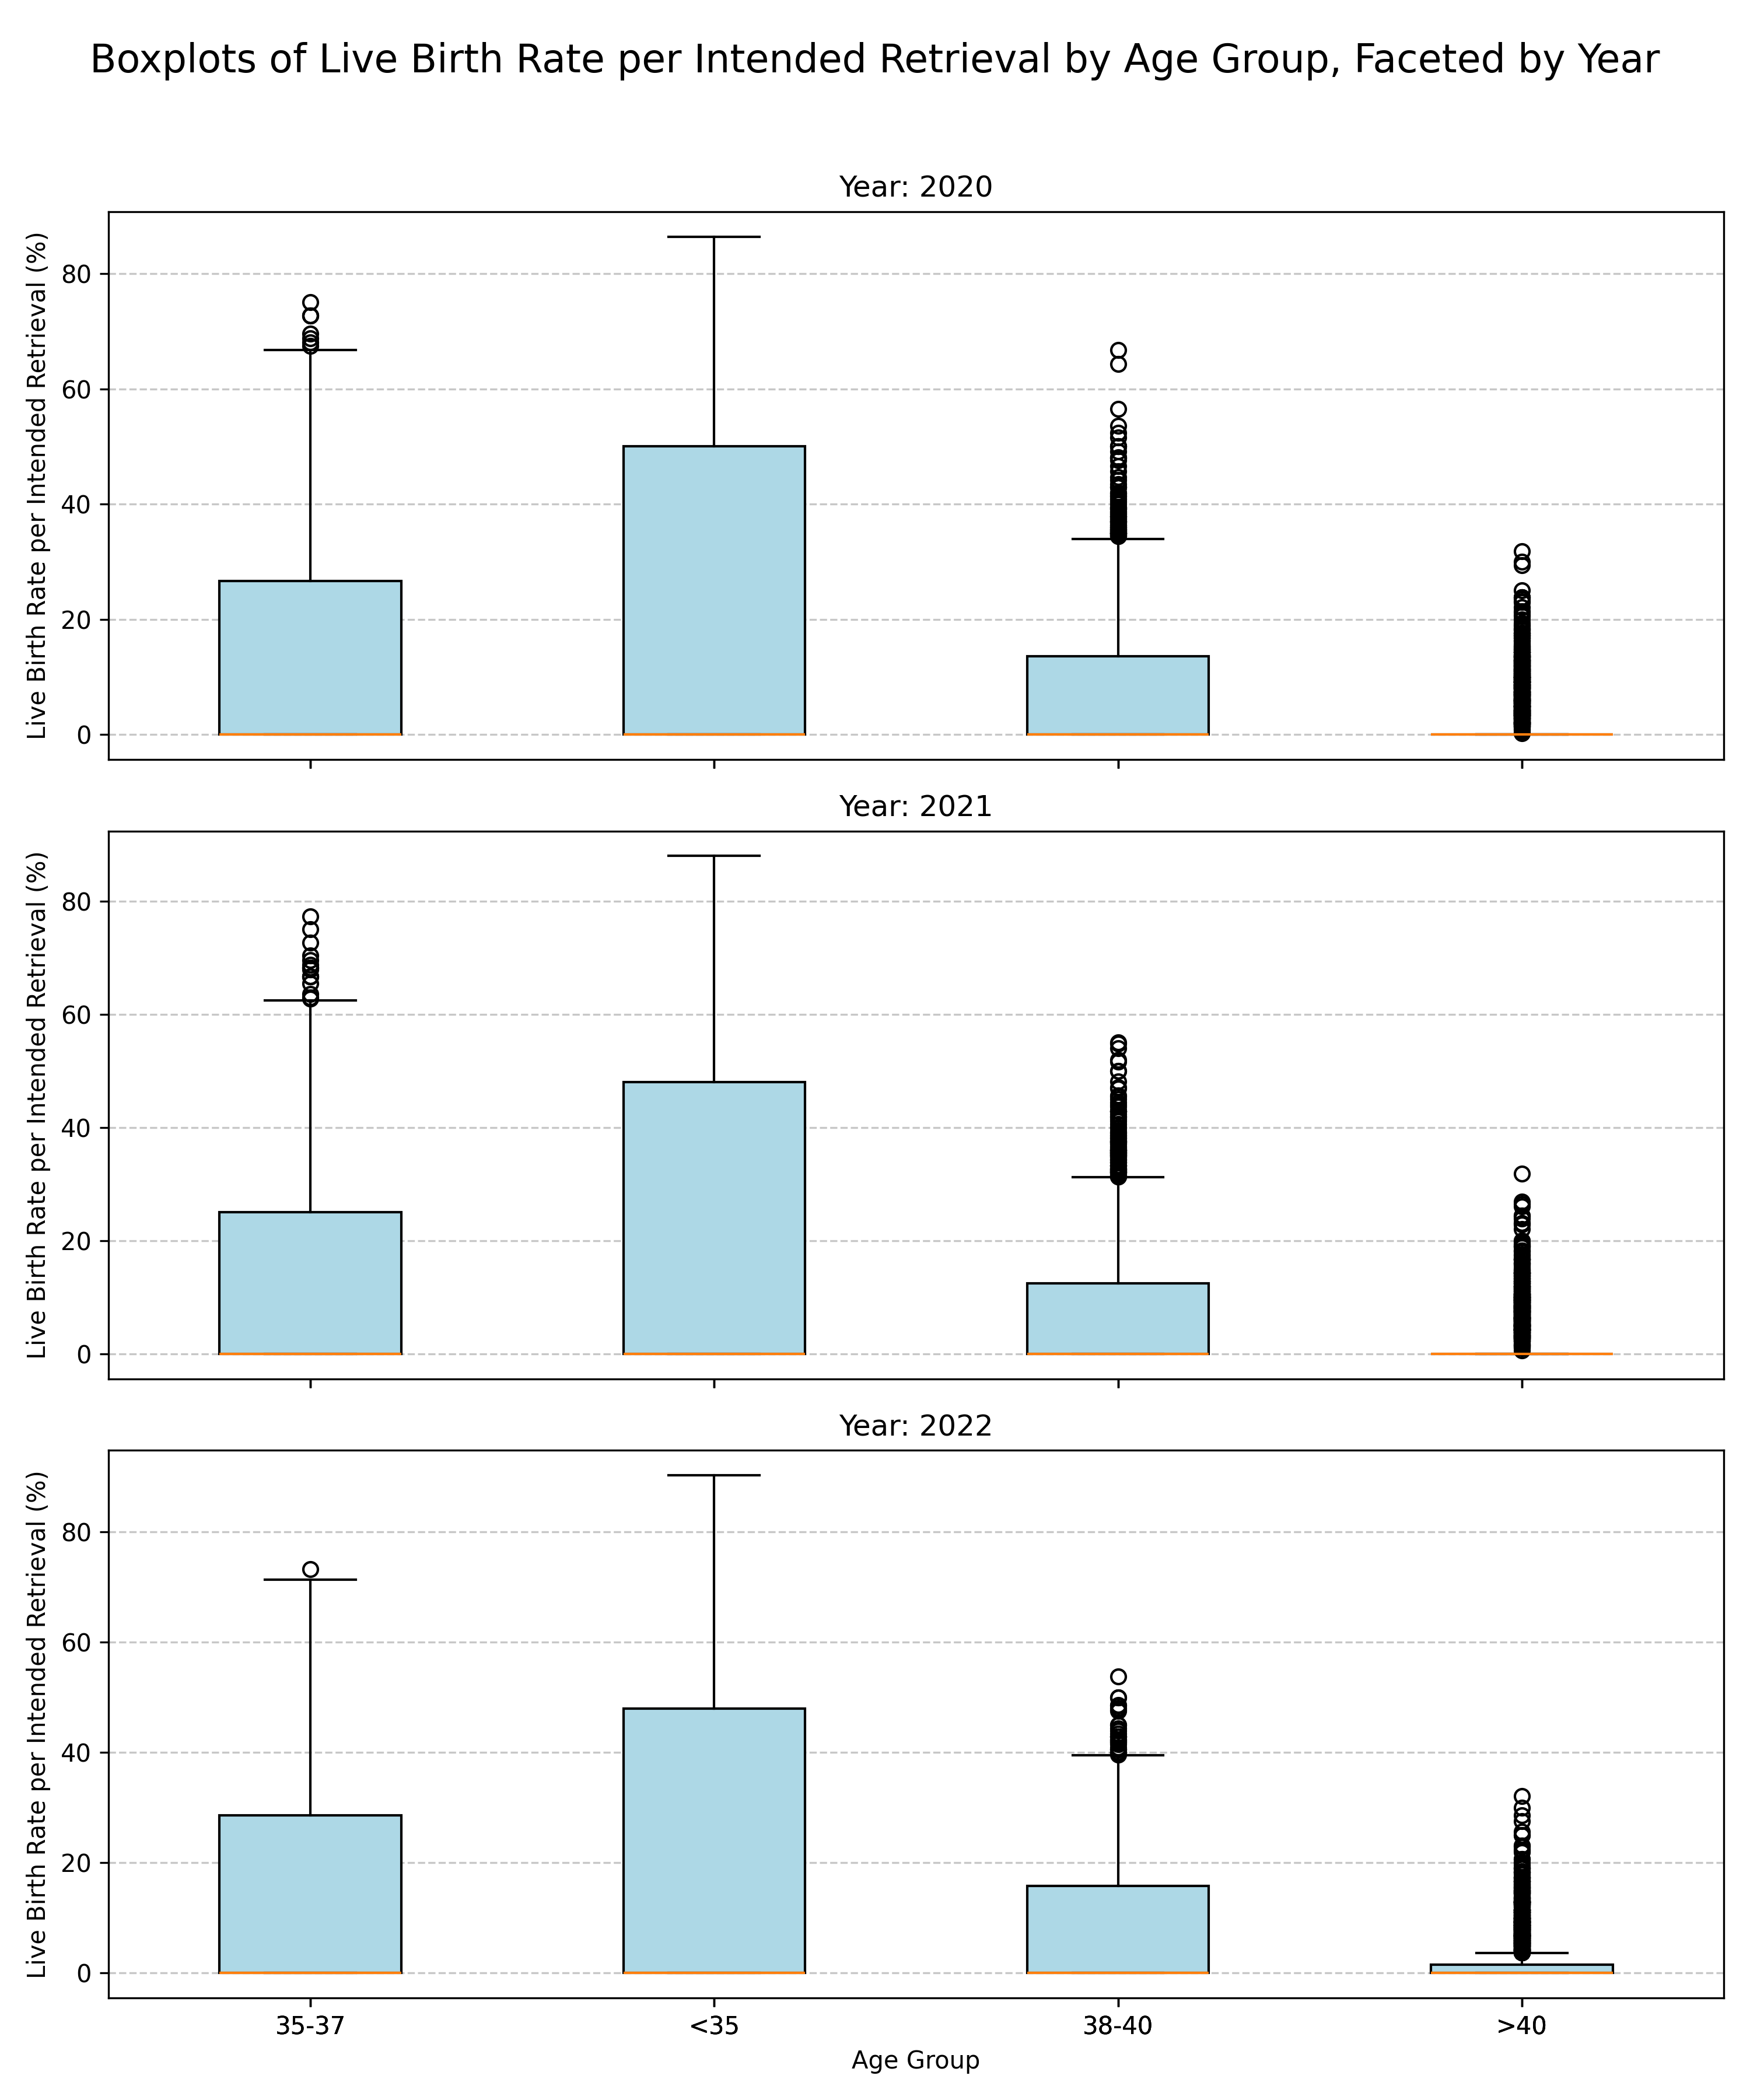 Boxplots of Live Birth Rate per Intended Retrieval by Age Group, Faceted by Year
Year: 2020
Live Birth Rate per Intended Retrieval (%)
80
60
40
20
0
Year: 2021
Live Birth Rate per Intended Retrieval (%)
80
60
40
20
0
Year: 2022
Live Birth Rate per Intended Retrieval (%)
80
60
40
20
0
35-37 <35 38-40 >40
Age Group